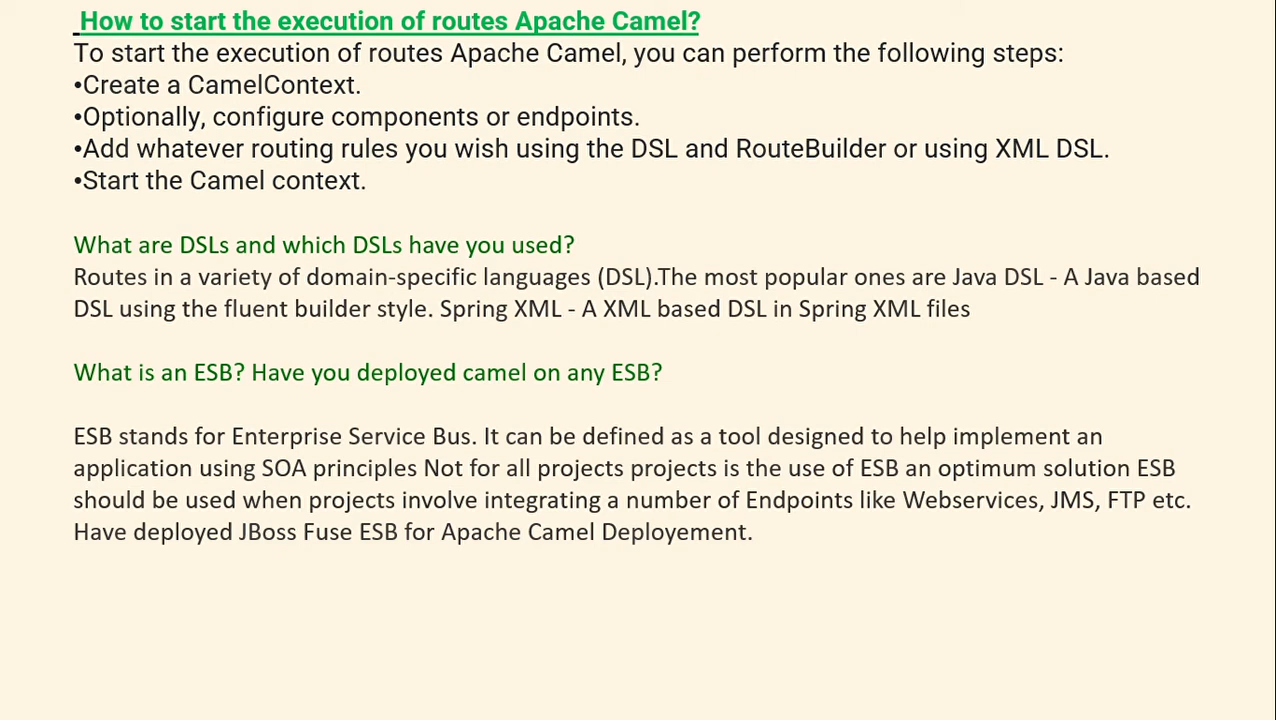 How to start the execution of routes Apache Camel?
To start the execution of routes Apache Camel, you can perform the following steps:
•Create a CamelContext.
•Optionally, configure components or endpoints.
•Add whatever routing rules you wish using the DSL and RouteBuilder or using XML DSL.
•Start the Camel context.
What are DSLs and which DSLs have you used?
Routes in a variety of domain-specific languages (DSL).The most popular ones are Java DSL - A Java based
DSL using the fluent builder style. Spring XML - A XML based DSL in Spring XML files
What is an ESB? Have you deployed camel on any ESB?
ESB stands for Enterprise Service Bus. It can be defined as a tool designed to help implement an
application using SOA principles Not for all projects projects is the use of ESB an optimum solution ESB
should be used when projects involve integrating a number of Endpoints like Webservices, JMS, FTP etc.
Have deployed JBoss Fuse ESB for Apache Camel Deployement.